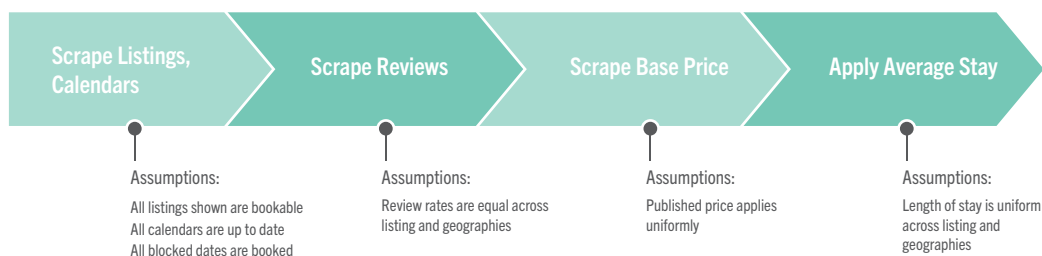 Scrape Listings,
Calendars
Scrape Reviews
Scrape Base Price
Apply Average Stay
Assumptions:
All listings shown are bookable
All calendars are up to date
All blocked dates are booked
Assumptions:
Review rates are equal across
listing and geographies
Assumptions:
Published price applies
uniformly
Assumptions:
Length of stay is uniform
across listing and
geographies